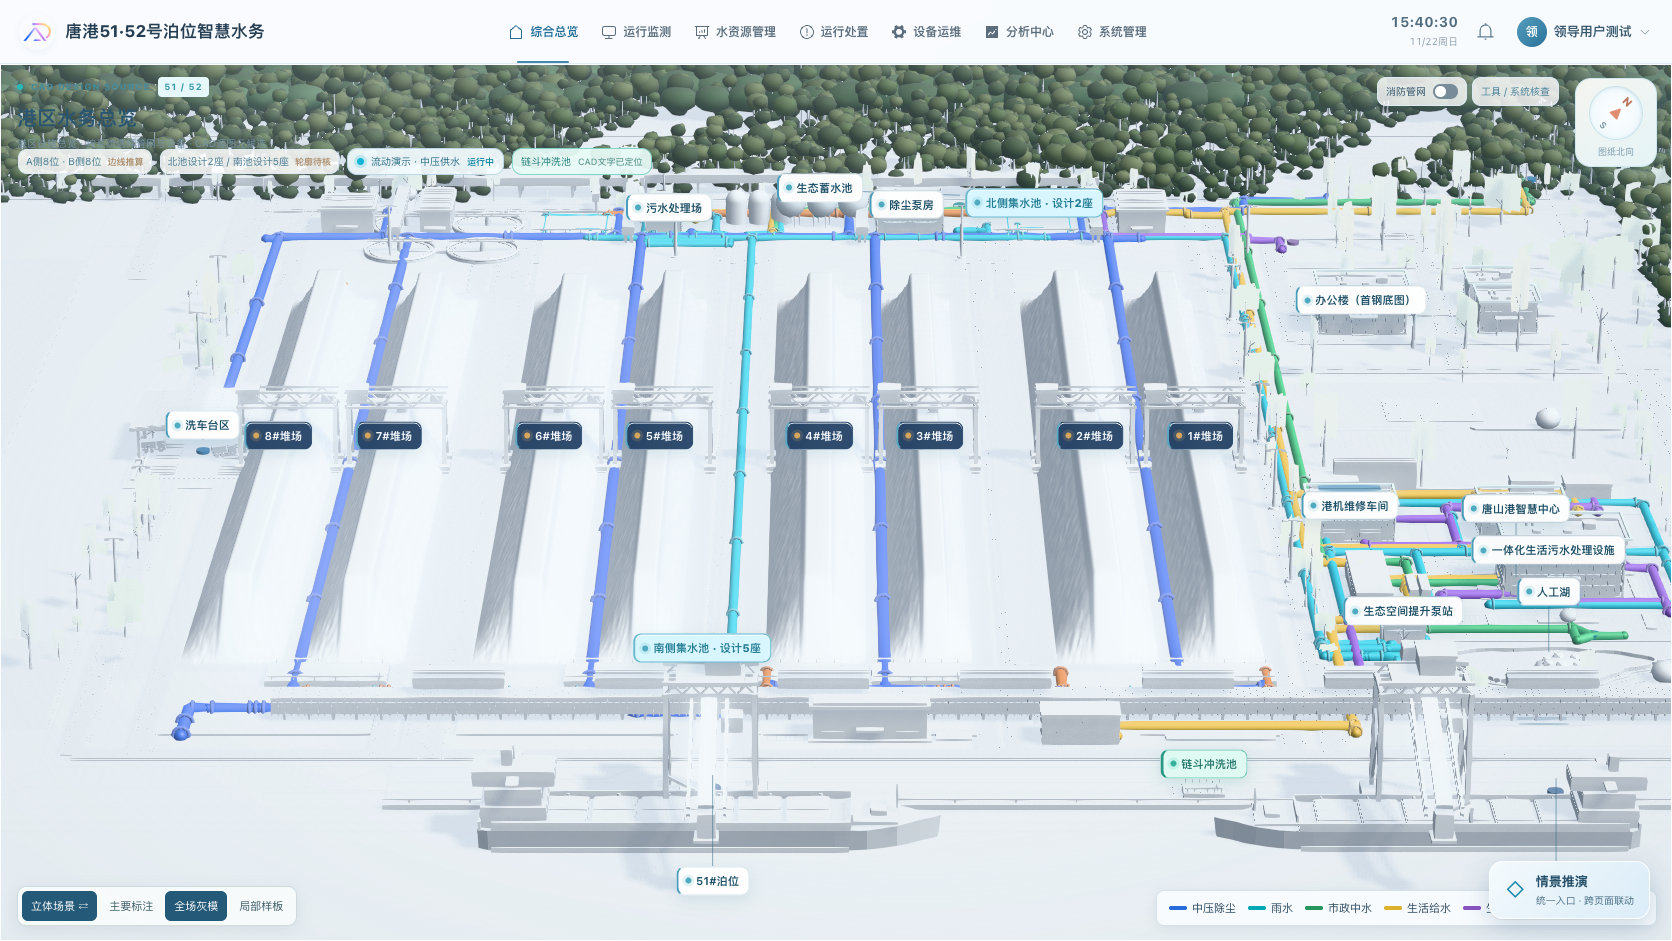 唐港51·52号泊位智慧水务
综合总览
运行监测
水资源管理
运行处置
设备运维
分析中心
系统管理
15:40:30
11/22周日
领
领导用户测试
51 / 52
港区水务总览
A侧8位 · B侧8位 边线推算
北池设计2座 / 南池设计5座 轮廓待核
流动演示 · 中压供水 运行中
链斗冲洗池 CAD文字已定位
消防管网
工具 / 系统核查
N
S
图纸北向
污水处理场
生态蓄水池
除尘泵房
北侧集水池 · 设计2座
办公楼（首钢底图）
洗车台区
8#堆场
7#堆场
6#堆场
5#堆场
4#堆场
3#堆场
2#堆场
1#堆场
港机维修车间
唐山港智慧中心
一体化生活污水处理设施
人工湖
生态空间提升泵站
南侧集水池 · 设计5座
链斗冲洗池
51#泊位
立体场景
主要标注
全场灰模
局部样板
中压除尘
雨水
市政中水
生活给水
情景推演
统一入口 · 跨页面联动